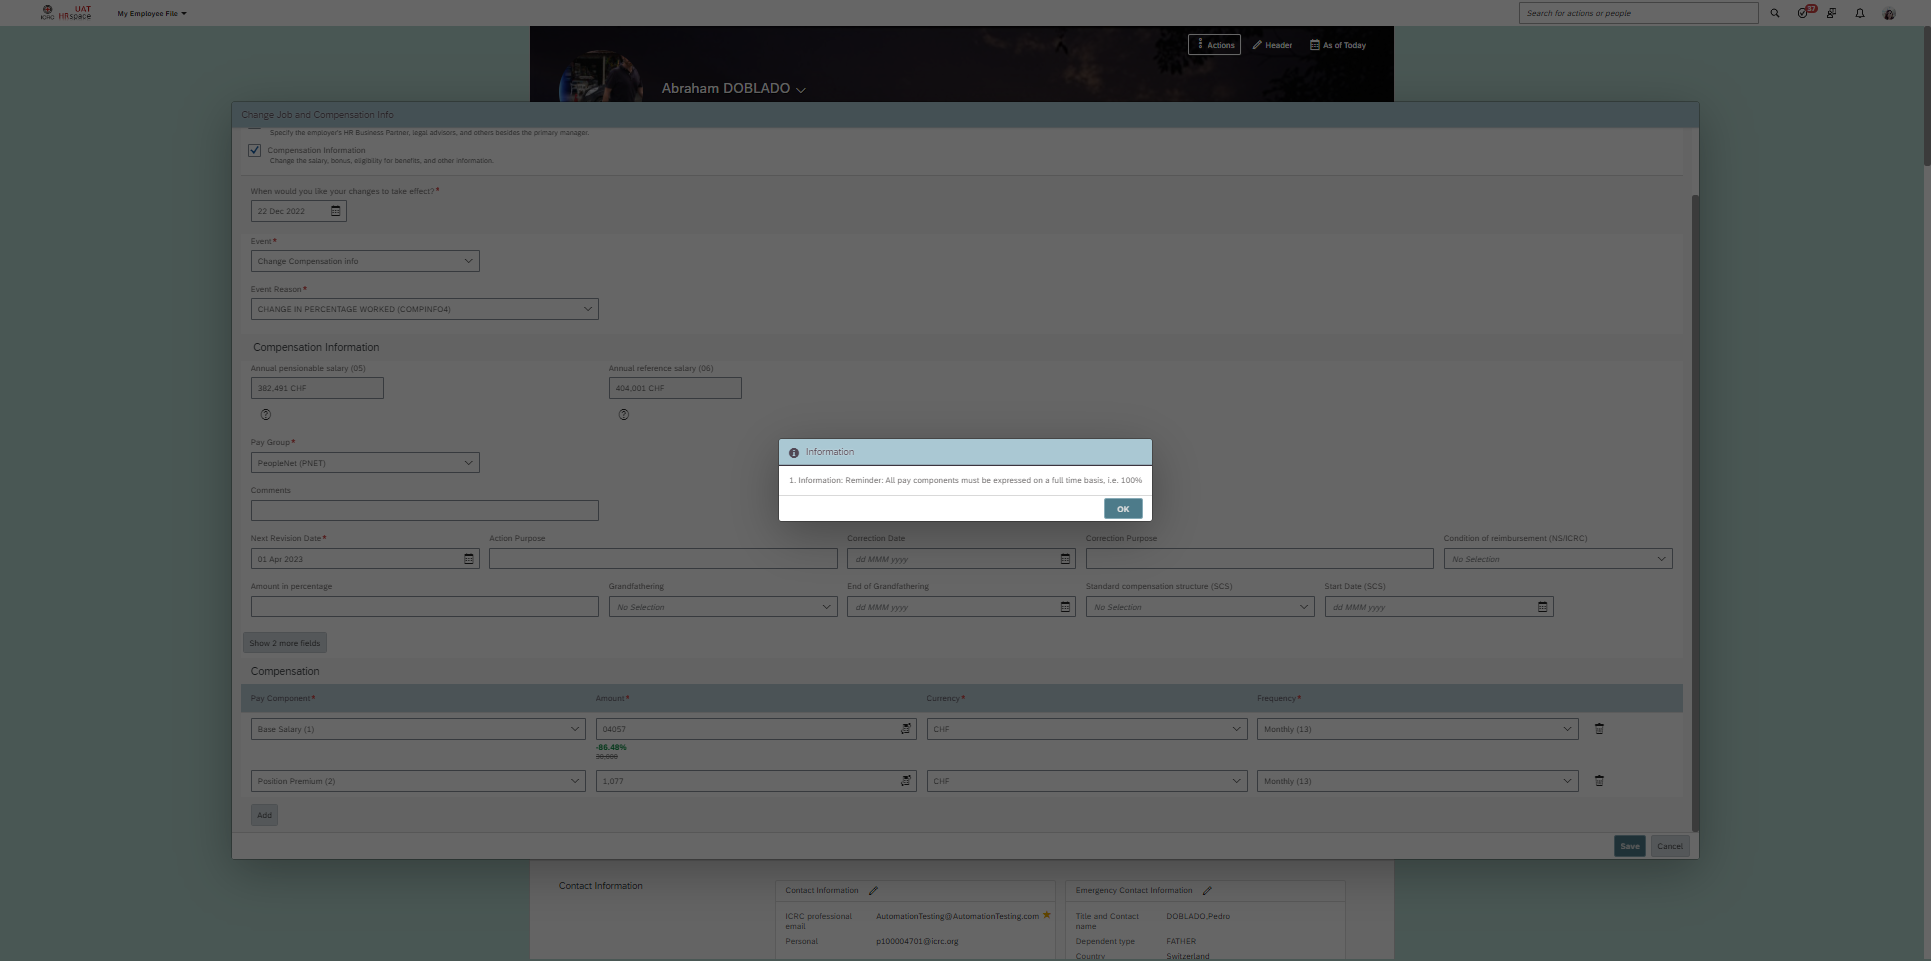 ICRC
UAT
HRspace
My Employee File
Search for actions or people
37
Actions
Header
As of Today
Abraham DOBLADO
Change Job and Compensation Info
Specify the employer's HR Business Partner, legal advisors, and others besides the primary manager.
Compensation Information
Change the salary, bonus, eligibility for benefits, and other information.
When would you like your changes to take effect?*
22 Dec 2022
Event*
Change Compensation info
Event Reason*
CHANGE IN PERCENTAGE WORKED (COMPINFO4)
Compensation Information
Annual pensionable salary (05)
Annual reference salary (06)
382,491 CHF
404,001 CHF
Pay Group*
PeopleNet (PNET)
Information
1. Information: Reminder: All pay components must be expressed on a full time basis, i.e. 100%
OK
Comments
Next Revision Date*
Action Purpose
Correction Date
Correction Purpose
Condition of reimbursement (NS/ICRC)
01 Apr 2023
dd MMM yyyy
No Selection
Amount in percentage
Grandfathering
End of Grandfathering
Standard compensation structure (SCS)
Start Date (SCS)
No Selection
dd MMM yyyy
No Selection
dd MMM yyyy
Show 2 more fields
Compensation
Pay Component*
Amount*
Currency*
Frequency*
Base Salary (1)
04057
CHF
Monthly (13)
-86.48%
30,000
Position Premium (2)
1,077
CHF
Monthly (13)
Add
Save
Cancel
Contact Information
Contact Information
Emergency Contact Information
ICRC professional email
AutomationTesting@AutomationTesting.com
Title and Contact name
DOBLADO,Pedro
Personal
p100004701@icrc.org
Dependent type
FATHER
Country
Switzerland